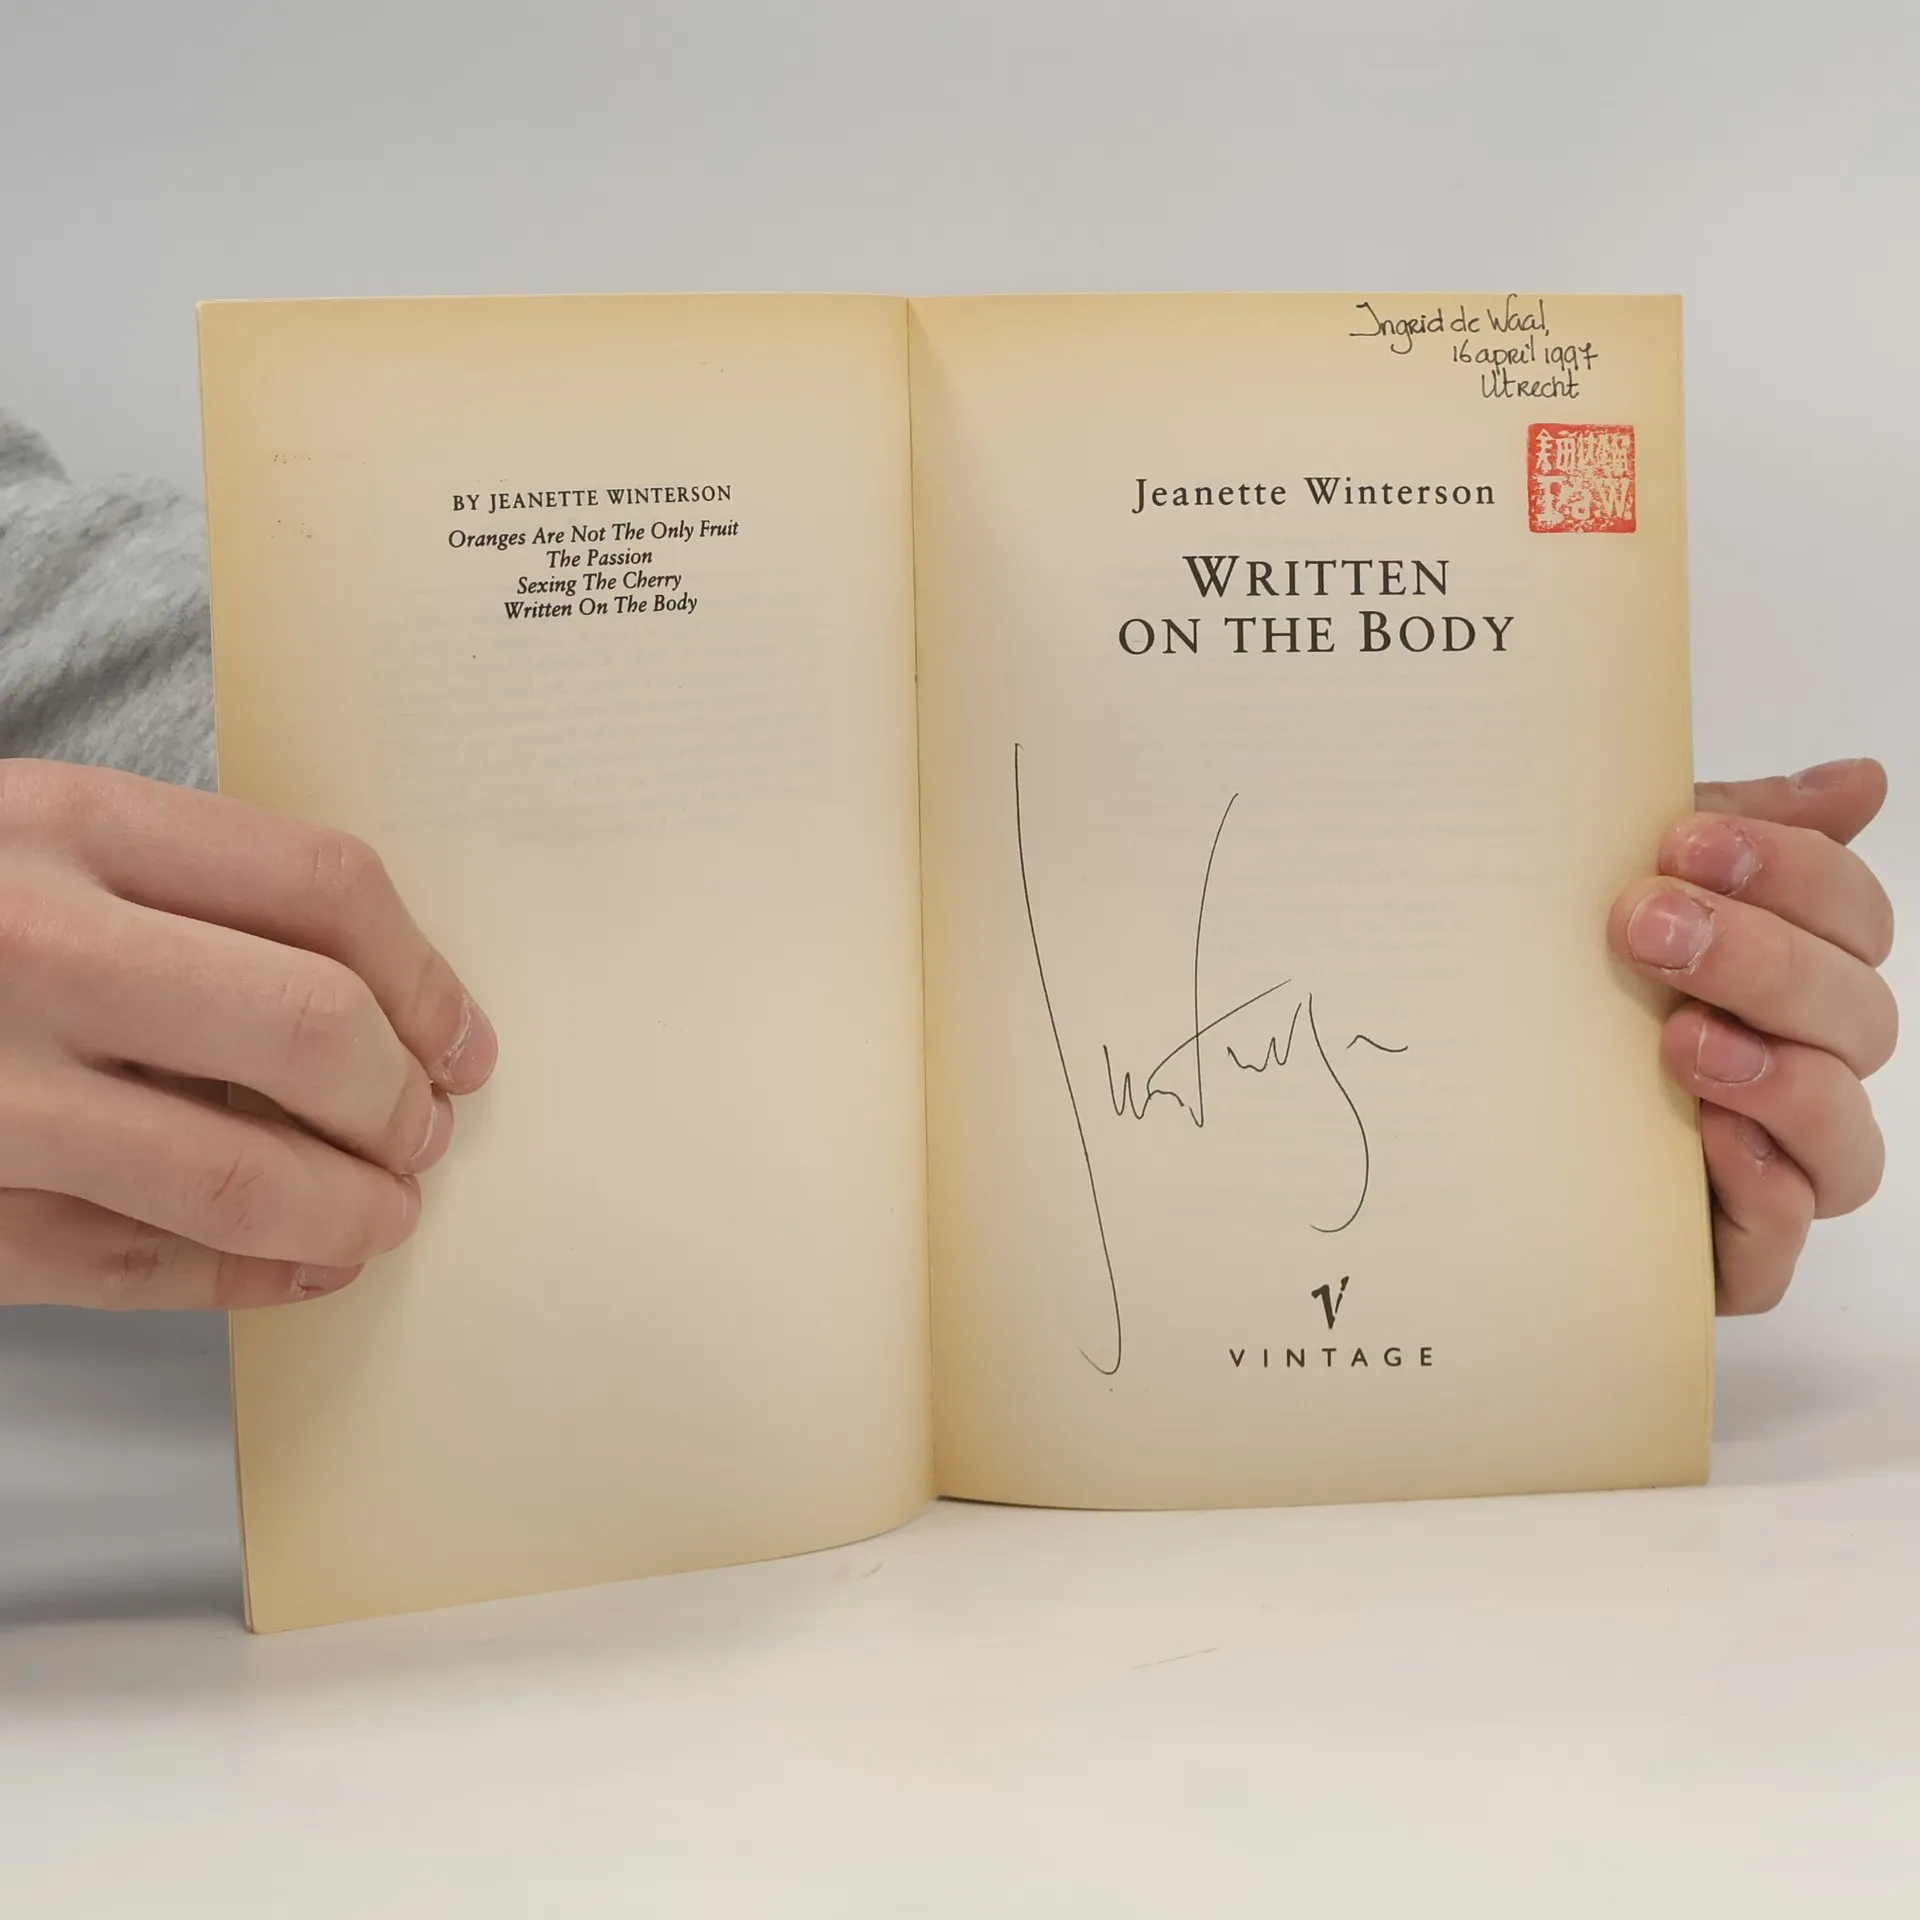 BY JEANETTE WINTERSON
Oranges Are Not The Only Fruit
The Passion
Sexing The Cherry
Written On The Body
Ingrid de Waal,
16 april 1997
Utrecht
I d W.
Jeanette Winterson
WRITTEN
ON THE BODY
V
VINTAGE